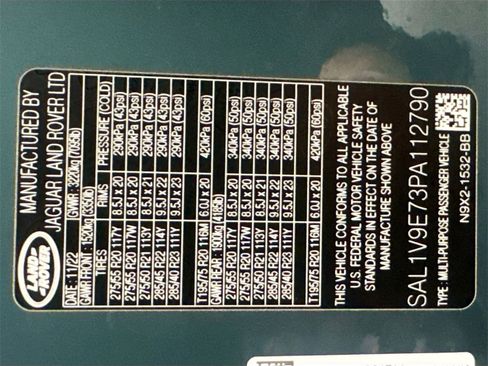 LAND-ROVER
MANUFACTURED BY
JAGUAR LAND ROVER LTD
DATE : 11/22 GVWR :
GAWR FRONT :
TIRES RIMS PRESSURE (COLD)
275/55 R20 117Y 8.5J x 20 290kPa (43psi)
275/55 R20 117W 8.5J x 20 290kPa (43psi)
275/50 R21 113Y 8.5J x 21 290kPa (43psi)
285/45 R22 114Y 9.5J x 22 290kPa (43psi)
285/40 R23 111Y 9.5J x 23 290kPa (43psi)
T195/75 R20 116M 6.0J x 20 420kPa (60psi)
GAWR REAR : 1900kg
275/55 R20 117Y 8.5J x 20 340kPa (50psi)
275/55 R20 117W 8.5J x 20 340kPa (50psi)
275/50 R21 113Y 8.5J x 21 340kPa (50psi)
285/45 R22 114Y 9.5J x 22 340kPa (50psi)
285/40 R23 111Y 9.5J x 23 340kPa (50psi)
T195/75 R20 116M 6.0J x 20 420kPa (60psi)
THIS VEHICLE CONFORMS TO ALL APPLICABLE
U.S. FEDERAL MOTOR VEHICLE SAFETY
STANDARDS IN EFFECT ON THE DATE OF
MANUFACTURE SHOWN ABOVE
SAL1V9E73PA112790
TYPE : MULTI-PURPOSE PASSENGER VEHICLE
N9X2-1532-BB